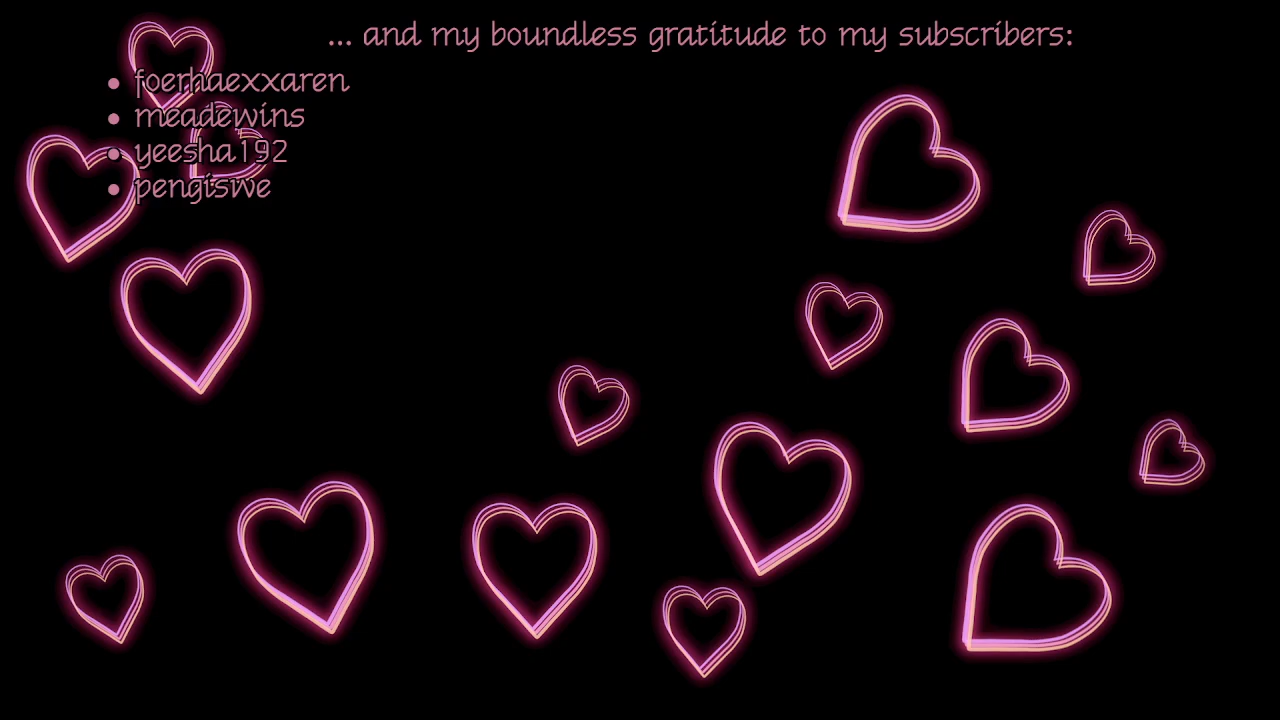 ... and my boundless gratitude to my subscribers:
• foerhaexxaren
• meadewins
• yeesha192
• pengiswe